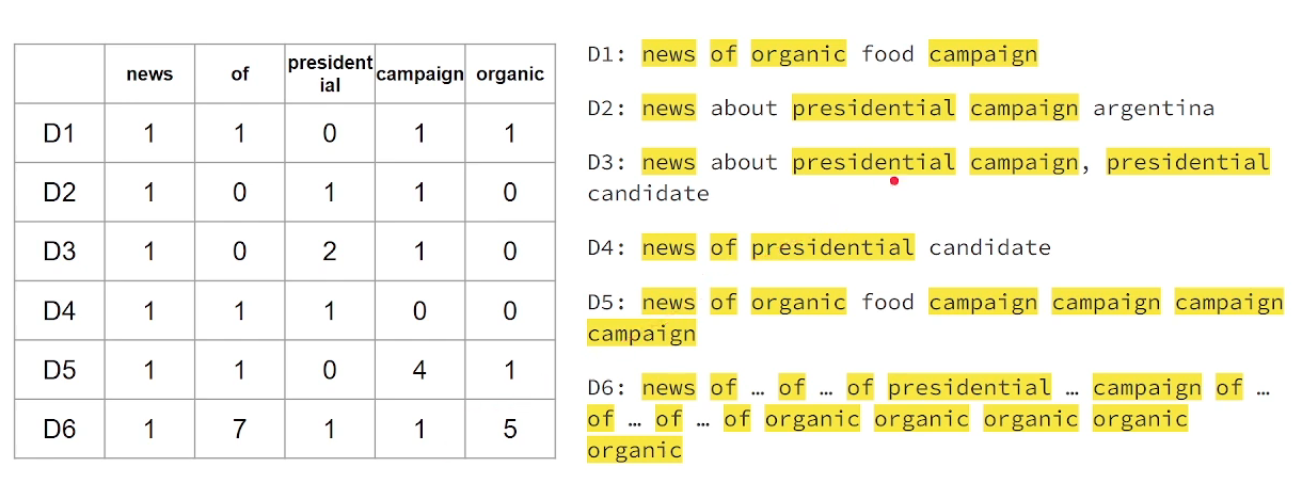 news of president campaign organic
ial
D1 1 1 0 1 1
D2 1 0 1 1 0
D3 1 0 2 1 0
D4 1 1 1 0 0
D5 1 1 0 4 1
D6 1 7 1 1 5
D1: news of organic food campaign
D2: news about presidential campaign argentina
D3: news about presidential campaign, presidential
candidate
D4: news of presidential candidate
D5: news of organic food campaign campaign campaign
campaign
D6: news of … of … of presidential … campaign of …
of … of … of organic organic organic organic
organic